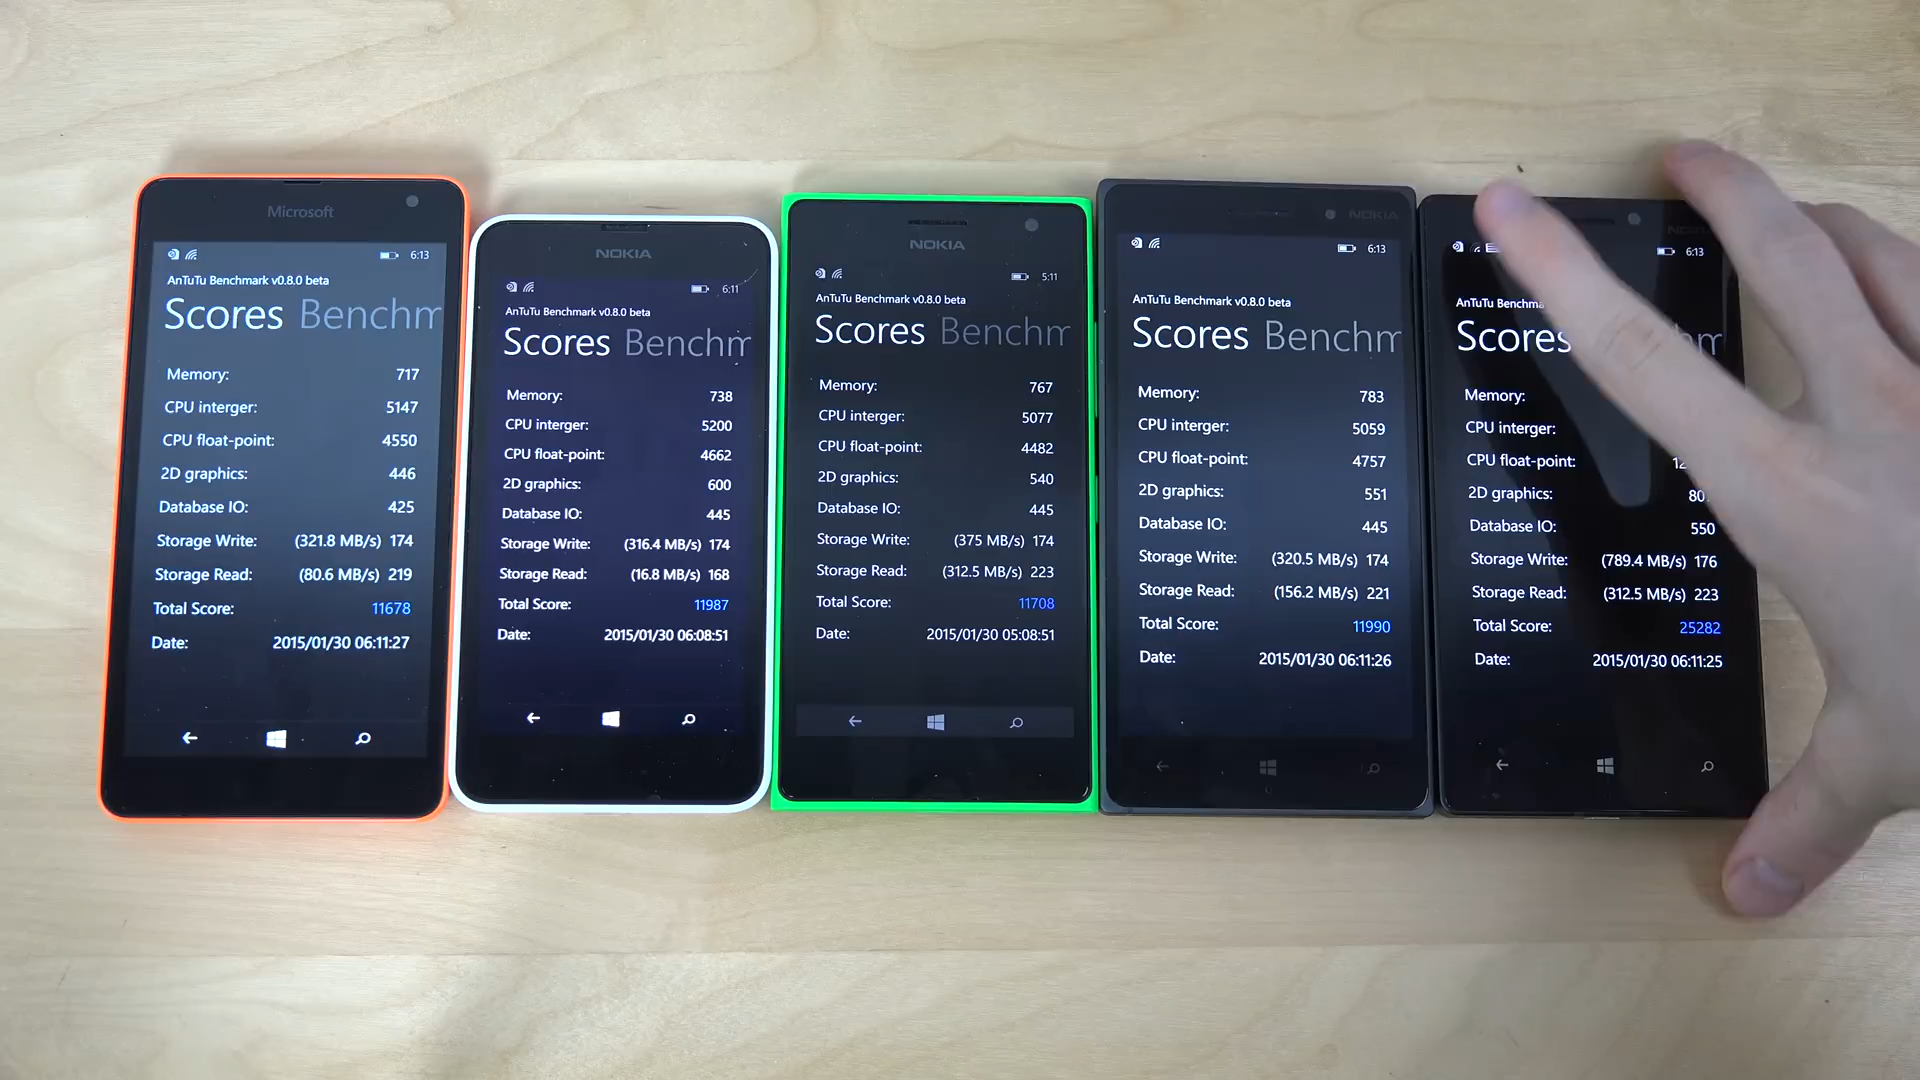 Microsoft
6:13
AnTuTu Benchmark v0.8.0 beta
Scores Benchm
Memory: 717
CPU interger: 5147
CPU float-point: 4550
2D graphics: 446
Database IO: 425
Storage Write: (321.8 MB/s) 174
Storage Read: (80.6 MB/s) 219
Total Score: 11678
Date: 2015/01/30 06:11:27
NOKIA
6:11
AnTuTu Benchmark v0.8.0 beta
Scores Benchm
Memory: 738
CPU interger: 5200
CPU float-point: 4662
2D graphics: 600
Database IO: 445
Storage Write: (316.4 MB/s) 174
Storage Read: (16.8 MB/s) 168
Total Score: 11987
Date: 2015/01/30 06:08:51
NOKIA
5:11
AnTuTu Benchmark v0.8.0 beta
Scores Benchm
Memory: 767
CPU interger: 5077
CPU float-point: 4482
2D graphics: 540
Database IO: 445
Storage Write: (375 MB/s) 174
Storage Read: (312.5 MB/s) 223
Total Score: 11708
Date: 2015/01/30 05:08:51
NOKIA
6:13
AnTuTu Benchmark v0.8.0 beta
Scores Benchm
Memory: 783
CPU interger: 5059
CPU float-point: 4757
2D graphics: 551
Database IO: 445
Storage Write: (320.5 MB/s) 174
Storage Read: (156.2 MB/s) 221
Total Score: 11990
Date: 2015/01/30 06:11:26
6:13
AnTuTu Benchma
Scores
Memory:
CPU interger:
CPU float-point:
2D graphics:
Database IO: 550
Storage Write: (789.4 MB/s) 176
Storage Read: (312.5 MB/s) 223
Total Score: 25282
Date: 2015/01/30 06:11:25